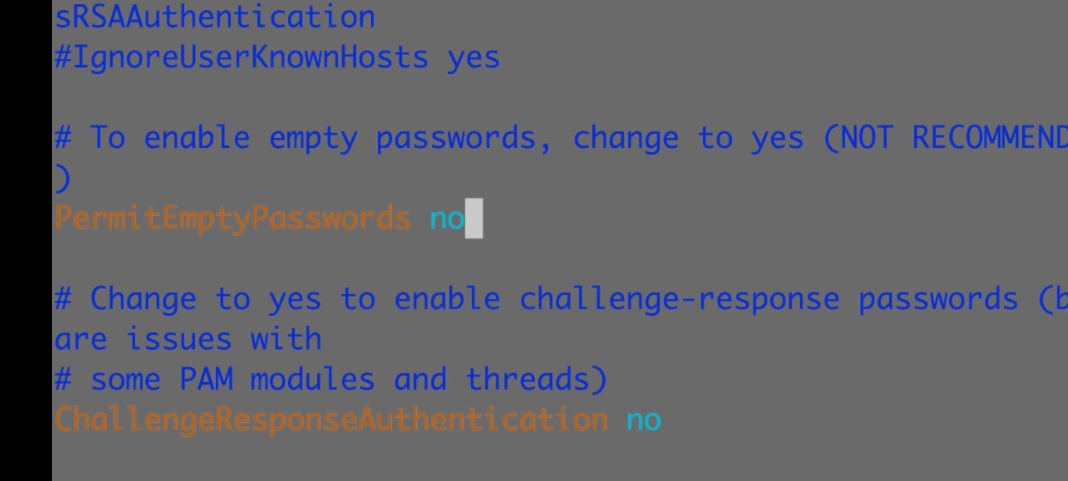 sRSAAuthentication
#IgnoreUserKnownHosts yes
# To enable empty passwords, change to yes (NOT RECOMMEND
)
PermitEmptyPasswords no
# Change to yes to enable challenge-response passwords (b
are issues with
# some PAM modules and threads)
ChallengeResponseAuthentication no